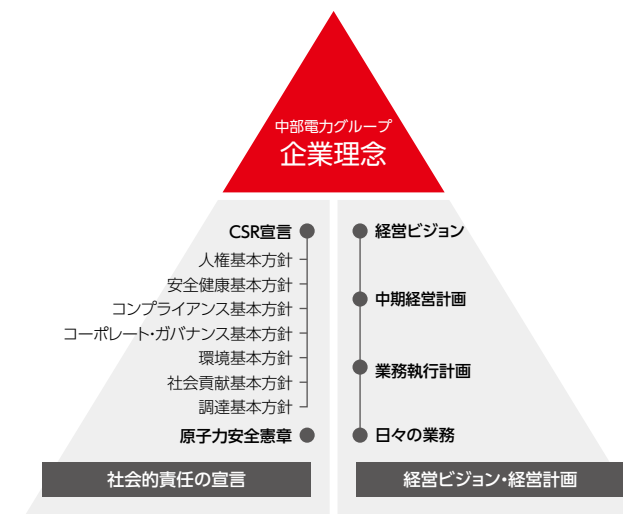 中部電力グループ
企業理念
CSR宣言
人権基本方針
安全健康基本方針
コンプライアンス基本方針
コーポレート・ガバナンス基本方針
環境基本方針
社会貢献基本方針
調達基本方針
原子力安全憲章
社会的責任の宣言
経営ビジョン
中期経営計画
業務執行計画
日々の業務
経営ビジョン・経営計画